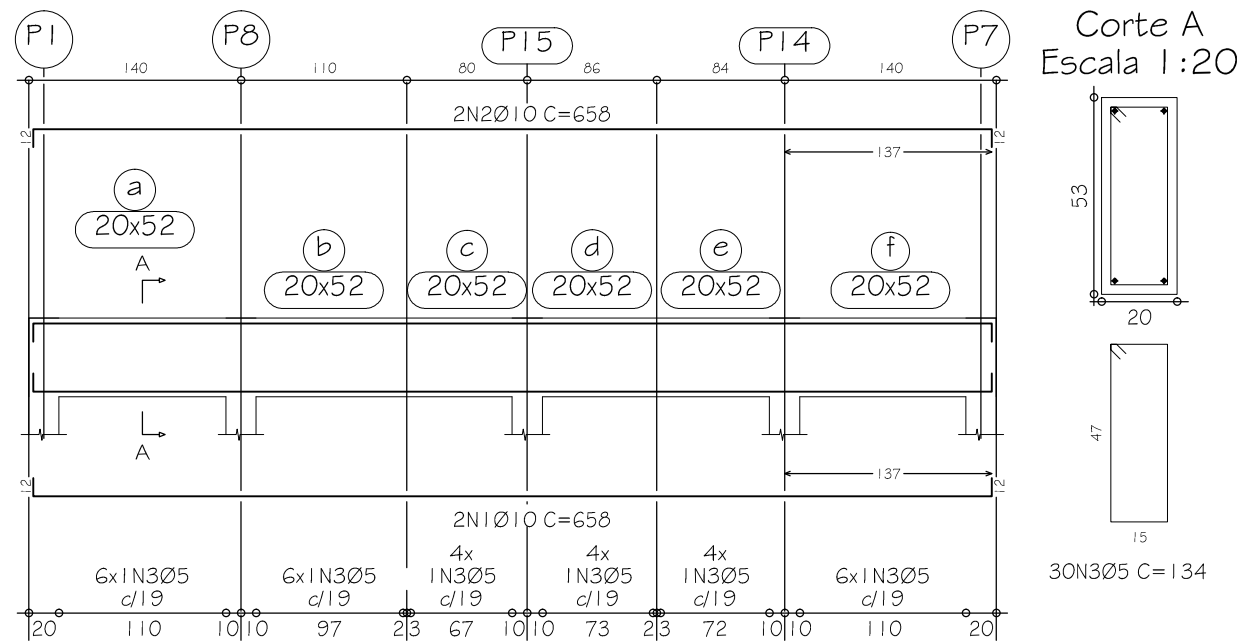 P1 P8 P15 P14 P7
Corte A
Escala 1:20
140 110 80 86 84 140
2N2Ø10 C=658
12 12
137
a
20x52
A
b c d e f
20x52 20x52 20x52 20x52 20x52
53
20
A
47
15
30N3Ø5 C=134
137
12 12
2N1Ø10 C=658
4x 4x 4x
6x1N3Ø5 6x1N3Ø5 1N3Ø5 1N3Ø5 1N3Ø5 6x1N3Ø5
c/19 c/19 c/19 c/19 c/19 c/19
20 110 10 10 97 2 3 67 10 10 73 2 3 72 10 10 110 20